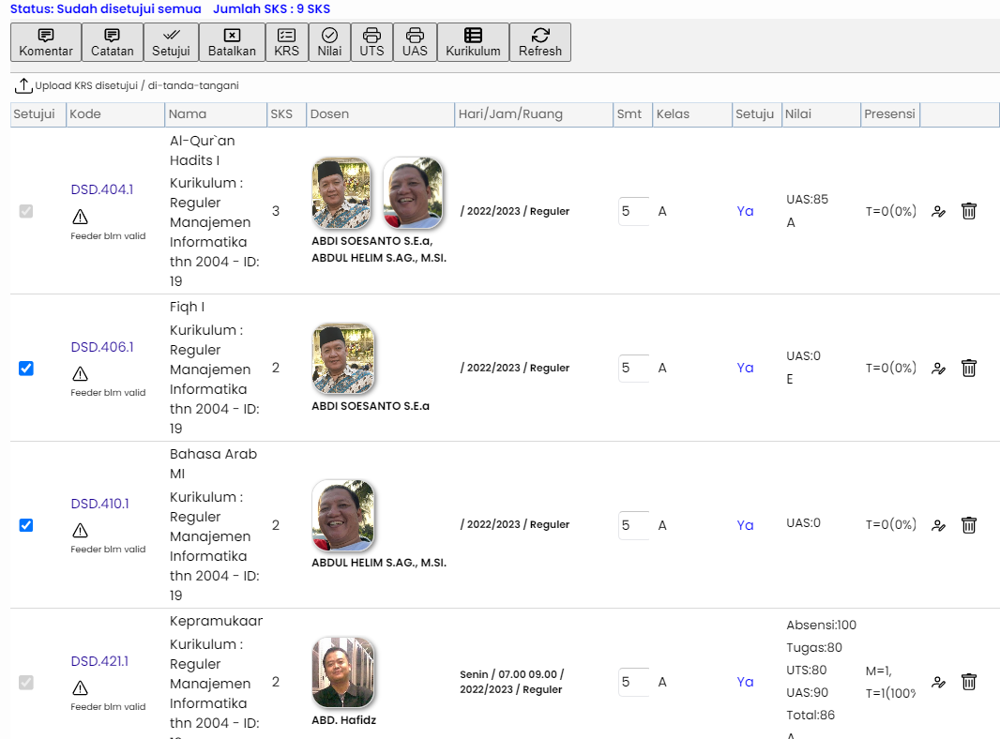 Status: Sudah disetujui semua Jumlah SKS : 9 SKS
Komentar Catatan Setujui Batalkan KRS Nilai UTS UAS Kurikulum Refresh
Upload KRS disetujui / di-tanda-tangani
Setujui Kode Nama SKS Dosen Hari/Jam/Ruang Smt Kelas Setuju Nilai Presensi
DSD.404.1
Feeder blm valid
Al-Qur`an
Hadits I
Kurikulum :
Reguler
Manajemen
Informatika
thn 2004 - ID:
19
3
ABDI SOESANTO S.E.a,
ABDUL HELIM S.AG., M.SI.
/ 2022/2023 / Reguler
5
A
Ya
UAS:85
A
T=0(0%)
DSD.406.1
Feeder blm valid
Fiqh I
Kurikulum :
Reguler
Manajemen
Informatika
thn 2004 - ID:
19
2
ABDI SOESANTO S.E.a
/ 2022/2023 / Reguler
5
A
Ya
UAS:0
E
T=0(0%)
DSD.410.1
Feeder blm valid
Bahasa Arab
MI
Kurikulum :
Reguler
Manajemen
Informatika
thn 2004 - ID:
19
2
ABDUL HELIM S.AG., M.SI.
/ 2022/2023 / Reguler
5
A
Ya
UAS:0
T=0(0%)
DSD.421.1
Feeder blm valid
Kepramukaan
Kurikulum :
Reguler
Manajemen
Informatika
thn 2004 - ID:
2
ABD. Hafidz
Senin / 07.00 09.00 /
2022/2023 / Reguler
5
A
Ya
Absensi:100
Tugas:80
UTS:80
UAS:90
Total:86
M=1,
T=1(100%